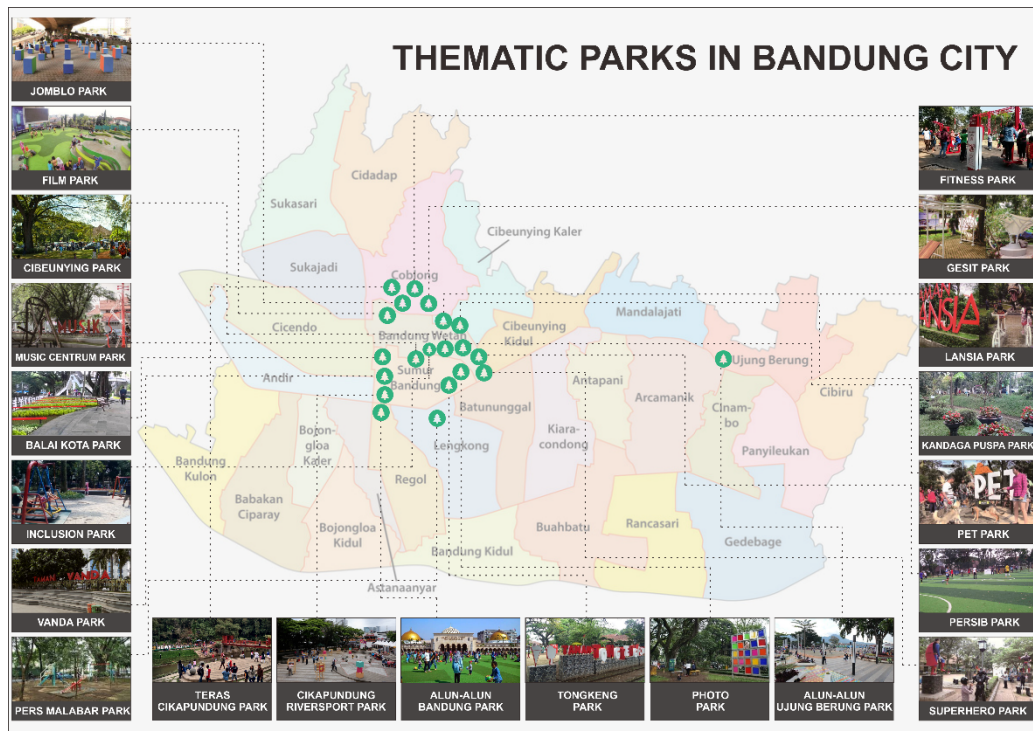 THEMATIC PARKS IN BANDUNG CITY
JOMBLO PARK
FILM PARK
CIBEUNYING PARK
MUSIC CENTRUM PARK
MUSIK
BALAI KOTA PARK
INCLUSION PARK
VANDA
VANDA PARK
PERS MALABAR PARK
Cidadap
Sukasari
Cibeunying Kaler
Sukajadi
Coblong
Cicendo
Bandung Wetan
Cibeunying
Kidul
Mandalajati
Ujung Berung
Andir
Sumur
Bandung
Antapani
Arcamanik
Cinam-
bo
Cibiru
Batununggal
Bojon-
gloa
Kaler
Lengkong
Kiara-
condong
Panyileukan
Bandung
Kulon
Regol
Babakan
Ciparay
Bojongloa
Kidul
Buahbatu
Rancasari
Gedebage
Bandung Kidul
Astanaanyar
TERAS
CIKAPUNDUNG PARK
CIKAPUNDUNG
RIVERSPORT PARK
ALUN-ALUN
BANDUNG PARK
TONGKENG
PARK
PHOTO
PARK
ALUN-ALUN
UJUNG BERUNG PARK
FITNESS PARK
GESIT PARK
LANSIA PARK
KANDAGA PUSPA PARK
PET
PET PARK
PERSIB PARK
SUPERHERO PARK